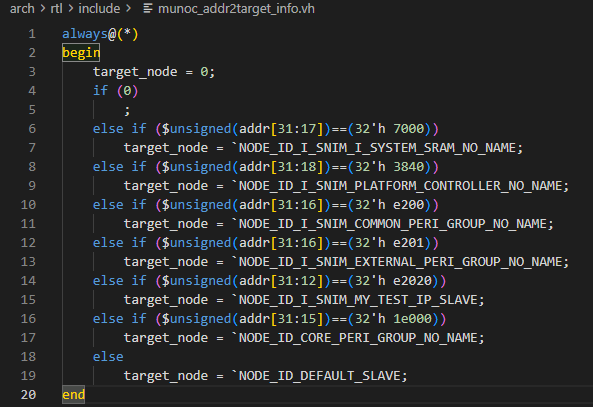 arch > rtl > include > munoc_addr2target_info.vh
1 always@(*)
2 begin
3     target_node = 0;
4     if (0)
5         ;
6     else if ($unsigned(addr[31:17])==(32'h 7000))
7         target_node = `NODE_ID_I_SNIM_I_SYSTEM_SRAM_NO_NAME;
8     else if ($unsigned(addr[31:18])==(32'h 3840))
9         target_node = `NODE_ID_I_SNIM_PLATFORM_CONTROLLER_NO_NAME;
10     else if ($unsigned(addr[31:16])==(32'h e200))
11         target_node = `NODE_ID_I_SNIM_COMMON_PERI_GROUP_NO_NAME;
12     else if ($unsigned(addr[31:16])==(32'h e201))
13         target_node = `NODE_ID_I_SNIM_EXTERNAL_PERI_GROUP_NO_NAME;
14     else if ($unsigned(addr[31:12])==(32'h e2020))
15         target_node = `NODE_ID_I_SNIM_MY_TEST_IP_SLAVE;
16     else if ($unsigned(addr[31:15])==(32'h 1e000))
17         target_node = `NODE_ID_CORE_PERI_GROUP_NO_NAME;
18     else
19         target_node = `NODE_ID_DEFAULT_SLAVE;
20 end